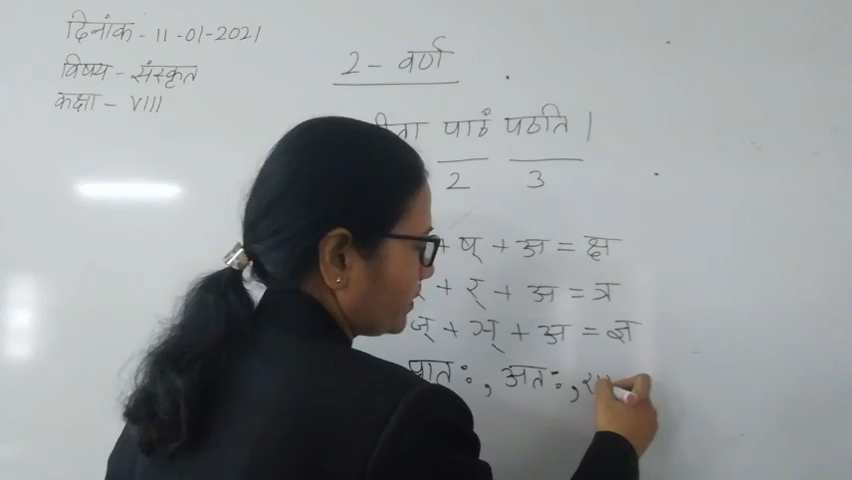 दिनांक - 11-01-2021
विषय - संस्कृत
कक्षा - VIII
2 - वर्ण
पाठं पठति |
2 3
+ ष् + अ = क्ष
+ र् + अ = त्र
ज् + ञ् + अ = ज्ञ
प्रातः, अतः,